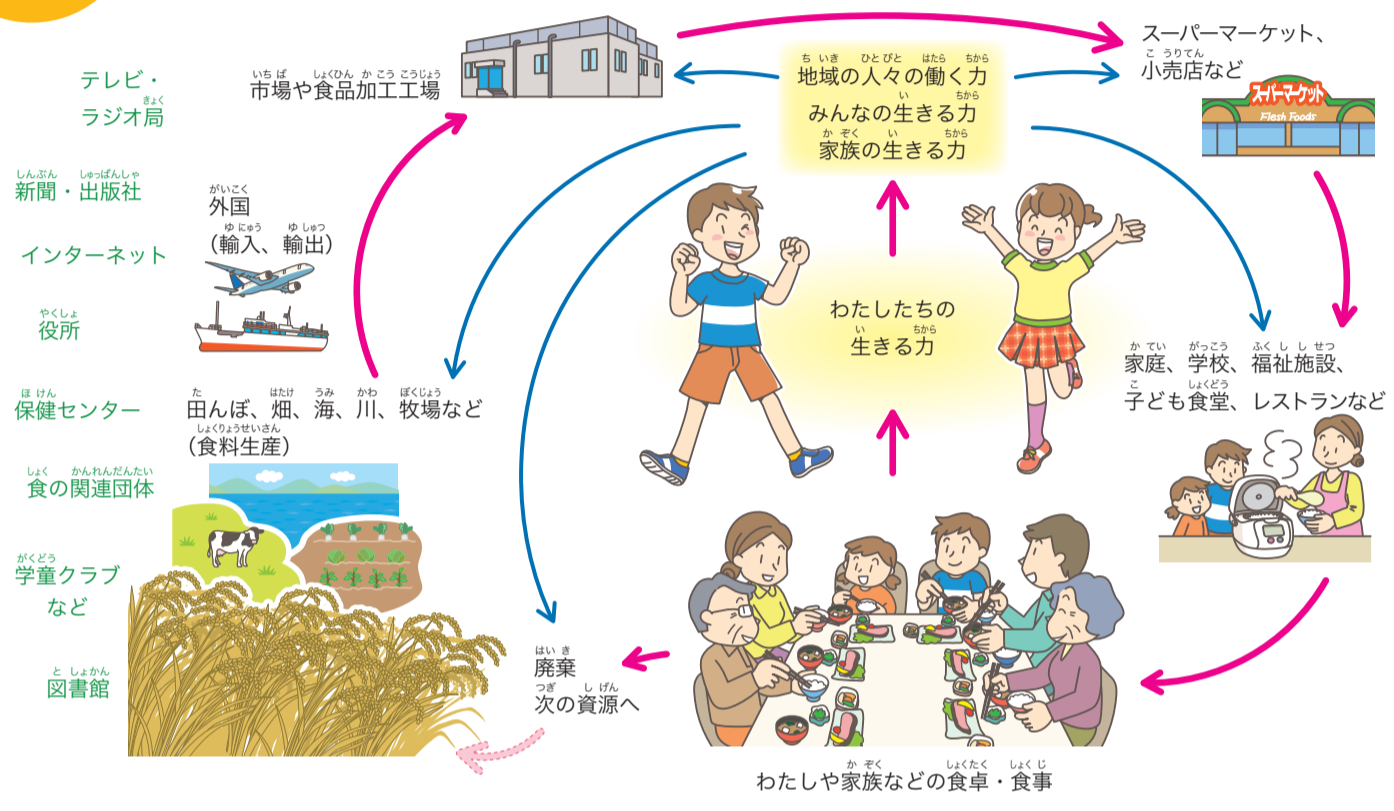 テレビ・
ラジオ局
新聞・出版社
インターネット
役所
保健センター
食の関連団体
学童クラブ
など
図書館
市場や食品加工工場
外国
（輸入、輸出）
田んぼ、畑、海、川、牧場など
（食料生産）
地域の人々の働く力
みんなの生きる力
家族の生きる力
わたしたちの
生きる力
スーパーマーケット、
小売店など
スーパーマーケット
Flesh Foods
家庭、学校、福祉施設、
子ども食堂、レストランなど
廃棄
次の資源へ
わたしや家族などの食卓・食事